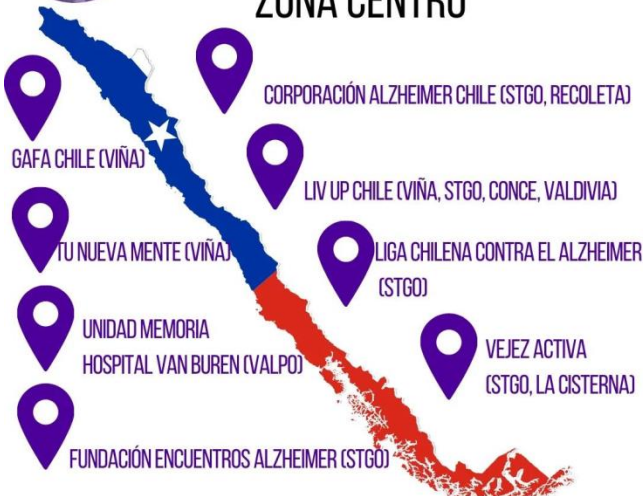 ZONA CENTRO
CORPORACIÓN ALZHEIMER CHILE (STGO, RECOLETA)
GAFA CHILE (VIÑA)
LIV UP CHILE (VIÑA, STGO, CONCE, VALDIVIA)
TU NUEVA MENTE (VIÑA)
LIGA CHILENA CONTRA EL ALZHEIMER
(STGO)
UNIDAD MEMORIA
HOSPITAL VAN BUREN (VALPO)
VEJEZ ACTIVA
(STGO, LA CISTERNA)
FUNDACIÓN ENCUENTROS ALZHEIMER (STGO)